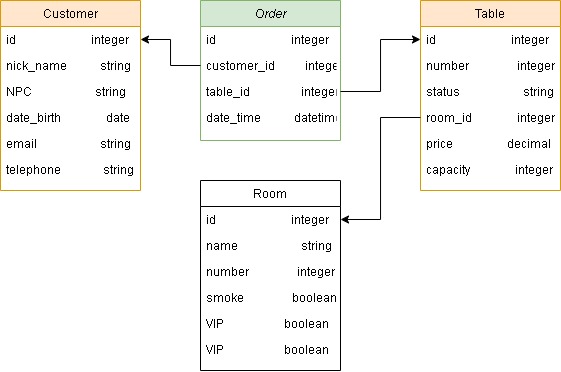 Customer
id integer
nick_name string
NPC string
date_birth date
email string
telephone string
Order
id integer
customer_id intege
table_id integer
date_time datetim
Table
id integer
number integer
status string
room_id integer
price decimal
capacity integer
Room
id integer
name string
number integer
smoke boolean
VIP boolean
VIP boolean